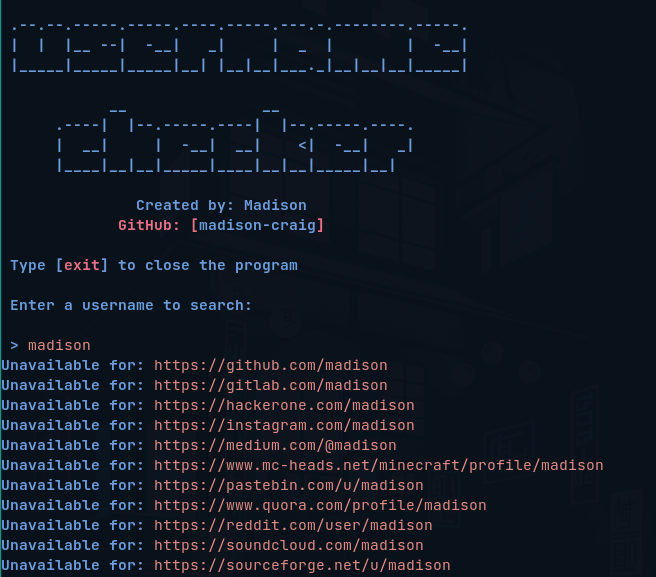 username
checker
Created by: Madison
GitHub: [madison-craig]
Type [exit] to close the program
Enter a username to search:
> madison
Unavailable for: https://github.com/madison
Unavailable for: https://gitlab.com/madison
Unavailable for: https://hackerone.com/madison
Unavailable for: https://instagram.com/madison
Unavailable for: https://medium.com/@madison
Unavailable for: https://www.mc-heads.net/minecraft/profile/madison
Unavailable for: https://pastebin.com/u/madison
Unavailable for: https://www.quora.com/profile/madison
Unavailable for: https://reddit.com/user/madison
Unavailable for: https://soundcloud.com/madison
Unavailable for: https://sourceforge.net/u/madison